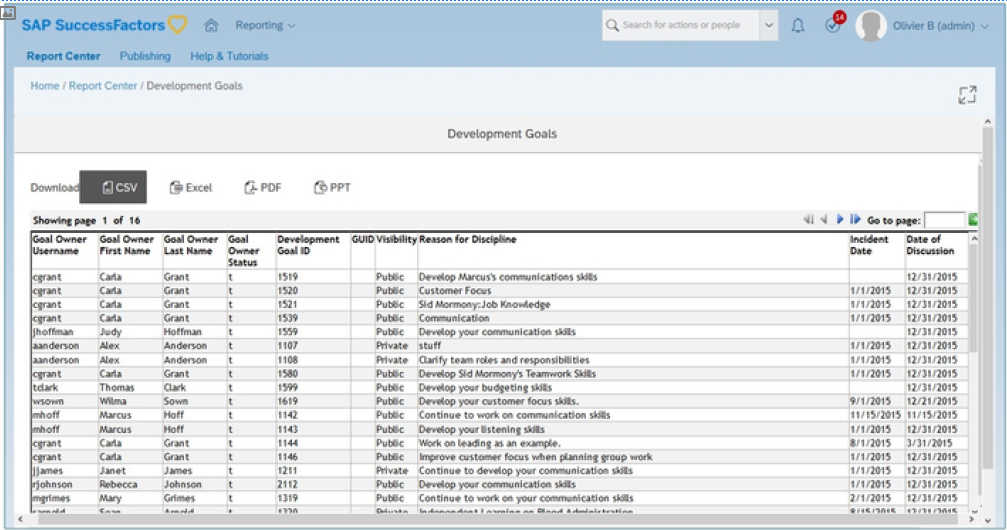 SAP SuccessFactors Reporting Search for actions or people 14 Olivier B (admin)
Report Center Publishing Help & Tutorials
Home / Report Center / Development Goals
Development Goals
Download CSV Excel PDF PPT
Showing page 1 of 16 Go to page:
Goal Owner Username Goal Owner First Name Goal Owner Last Name Goal Owner Status Development Goal ID GUID Visibility Reason for Discipline Incident Date Date of Discussion
cgrant Carla Grant t 1519 Public Develop Marcus's communications skills 12/31/2015
cgrant Carla Grant t 1520 Public Customer Focus 1/1/2015 12/31/2015
cgrant Carla Grant t 1521 Public Sid Mormony:Job Knowledge 1/1/2015 12/31/2015
cgrant Carla Grant t 1539 Public Communication 1/1/2015 12/31/2015
jhoffman Judy Hoffman t 1559 Public Develop your communication skills 12/31/2015
aanderson Alex Anderson t 1107 Private stuff 1/1/2015 12/31/2015
aanderson Alex Anderson t 1108 Private Clarify team roles and responsibilities 1/1/2015 12/31/2015
cgrant Carla Grant t 1580 Public Develop Sid Mormony's Teamwork Skills 1/1/2015 12/31/2015
tclark Thomas Clark t 1599 Public Develop your budgeting skills 12/31/2015
wsown Wilma Sown t 1619 Public Develop your customer focus skills. 9/1/2015 12/21/2015
mhoff Marcus Hoff t 1142 Public Continue to work on communication skills 11/15/2015 11/15/2015
mhoff Marcus Hoff t 1143 Public Develop your listening skills 1/1/2015 12/31/2015
cgrant Carla Grant t 1144 Public Work on leading as an example. 8/1/2015 3/31/2015
cgrant Carla Grant t 1146 Public Improve customer focus when planning group work 1/1/2015 12/31/2015
jjames Janet James t 1211 Private Continue to develop your communication skills 1/1/2015 12/31/2015
rjohnson Rebecca Johnson t 2112 Public Develop your communication skills 1/1/2015 12/31/2015
mgrimes Mary Grimes t 1319 Public Continue to work on your communication skills 2/1/2015 12/31/2015
Sean Arnold t 1320 Private Independent Learning on Blood Administration 8/15/2015 12/31/2015